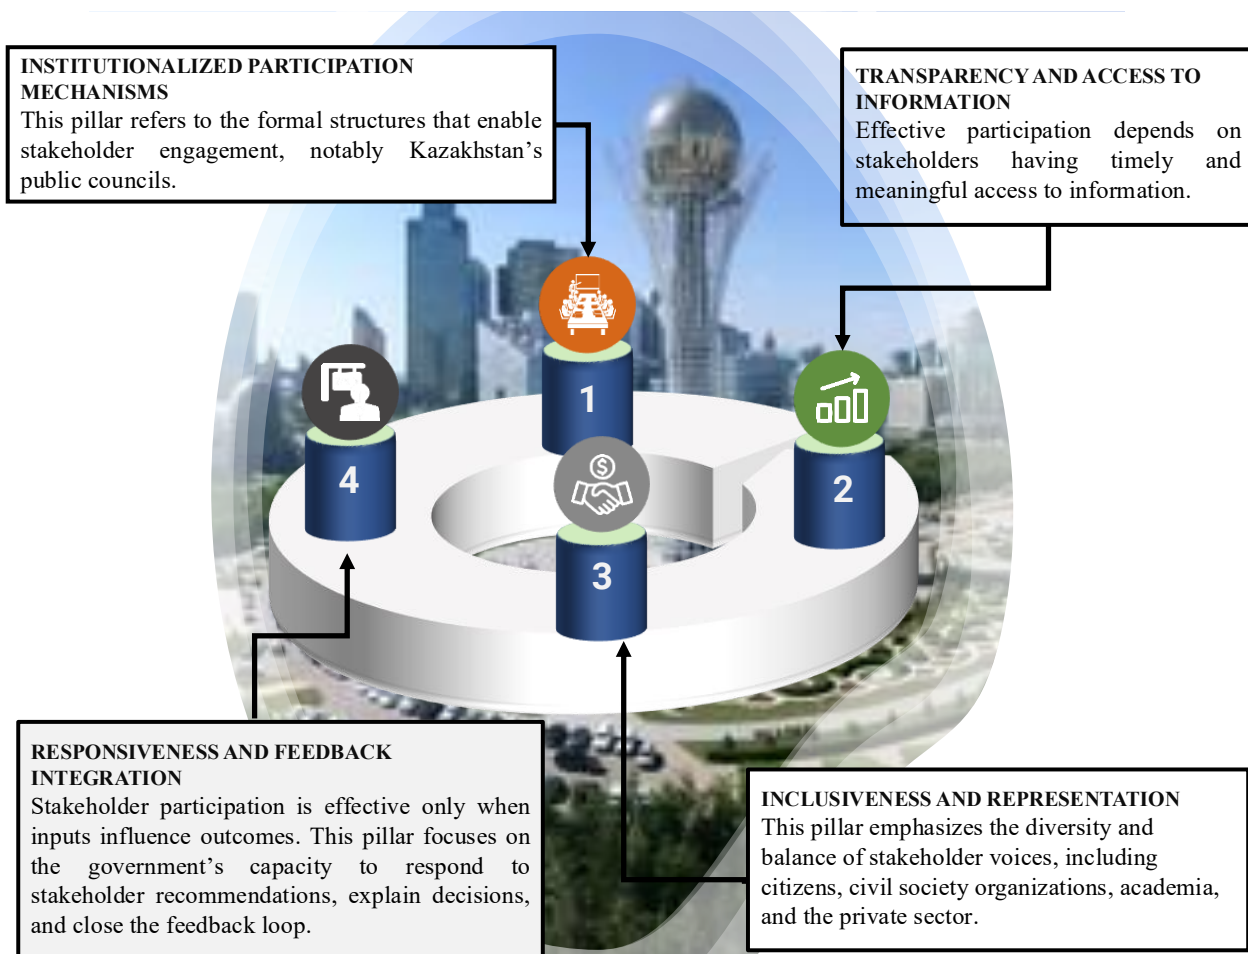 INSTITUTIONALIZED PARTICIPATION
MECHANISMS
This pillar refers to the formal structures that enable
stakeholder engagement, notably Kazakhstan’s
public councils.
TRANSPARENCY AND ACCESS TO
INFORMATION
Effective participation depends on
stakeholders having timely and
meaningful access to information.
1
2
3
4
RESPONSIVENESS AND FEEDBACK
INTEGRATION
Stakeholder participation is effective only when
inputs influence outcomes. This pillar focuses on
the government’s capacity to respond to
stakeholder recommendations, explain decisions,
and close the feedback loop.
INCLUSIVENESS AND REPRESENTATION
This pillar emphasizes the diversity and
balance of stakeholder voices, including
citizens, civil society organizations, academia,
and the private sector.
$